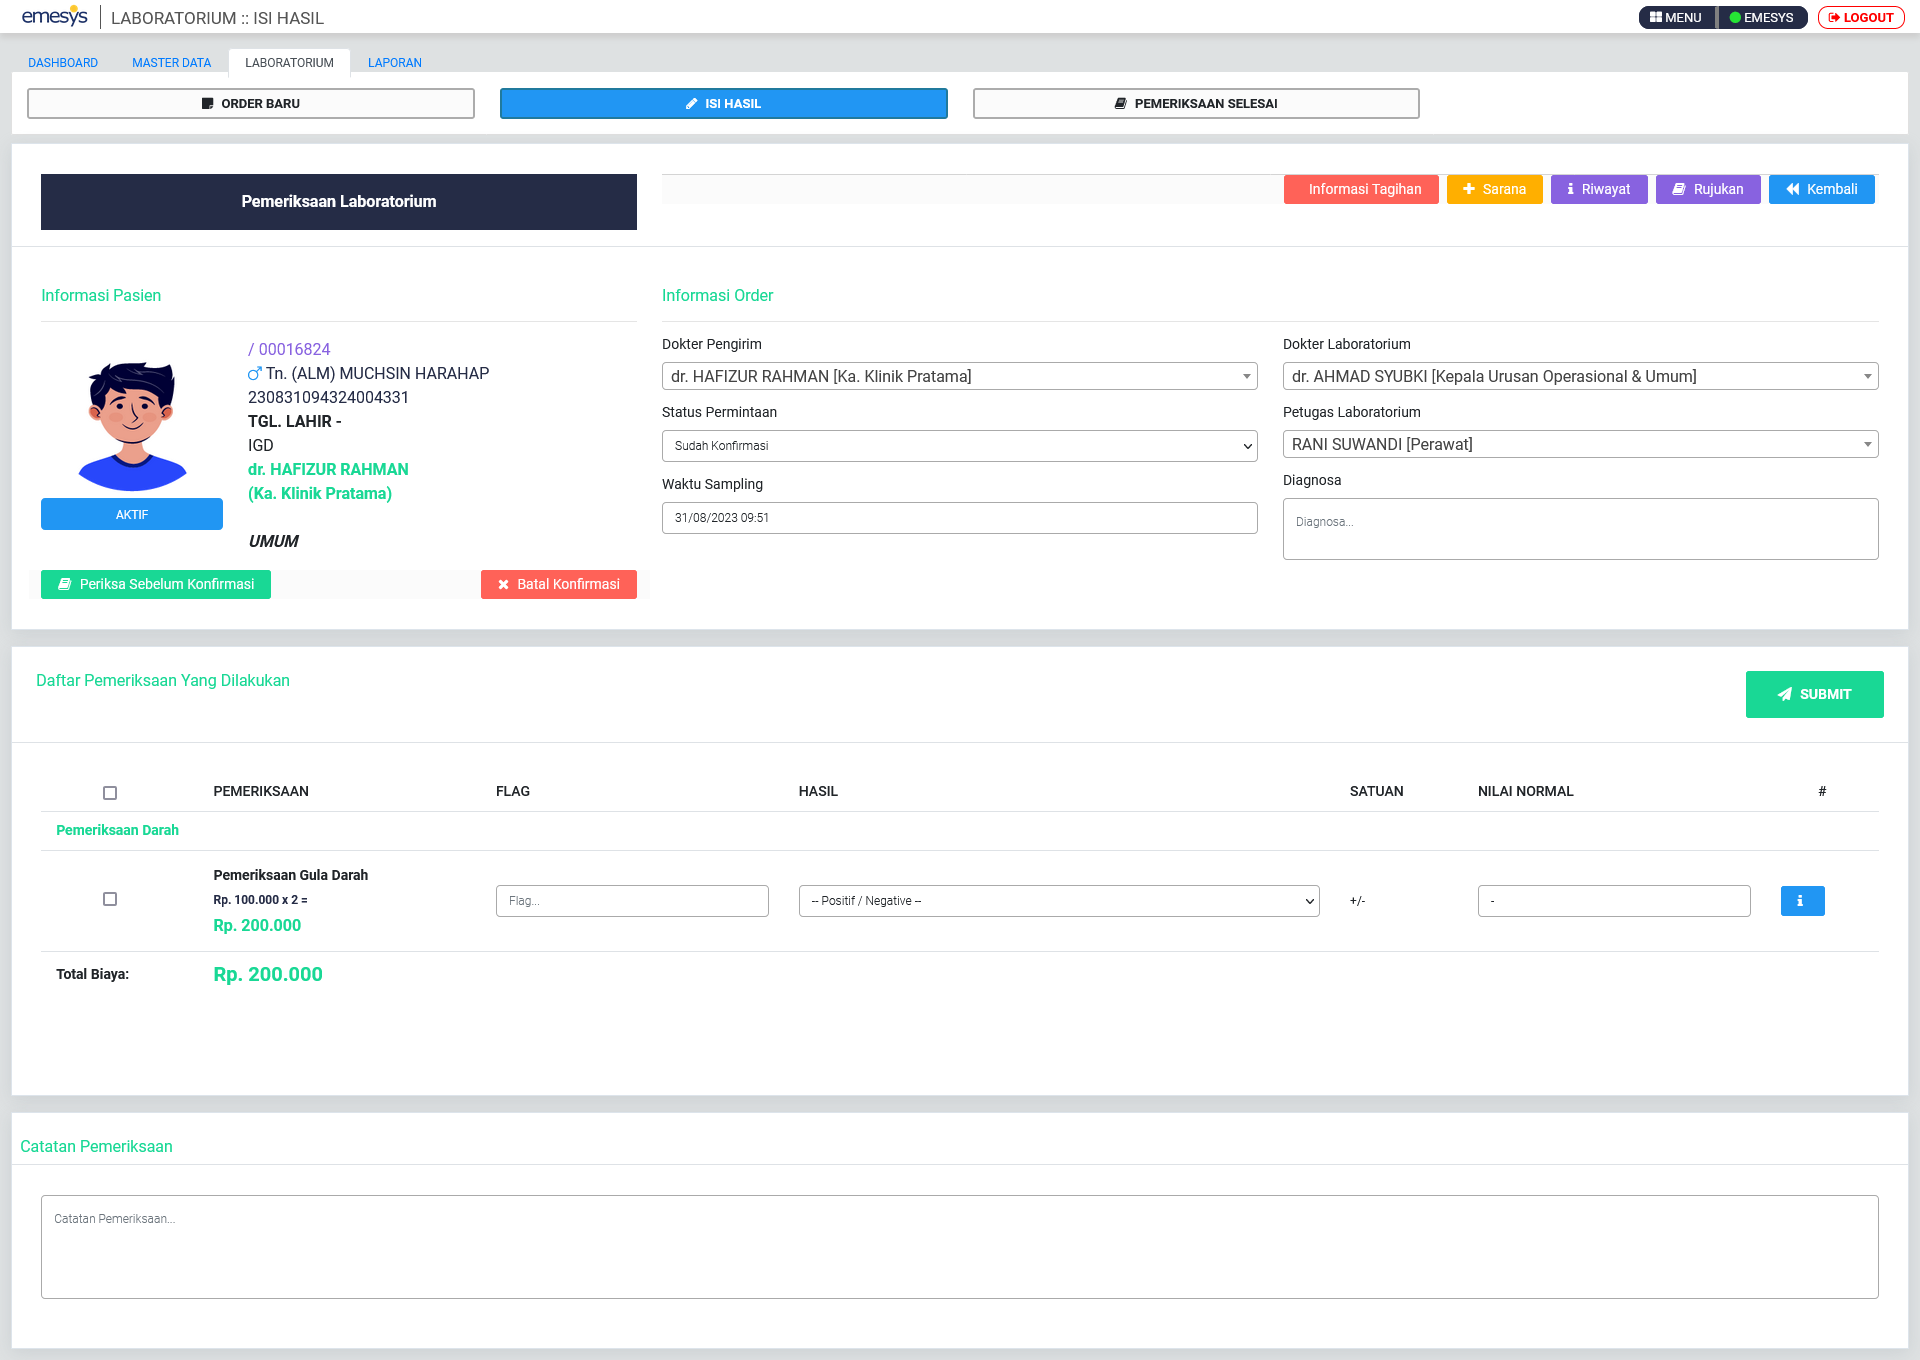 emesys
LABORATORIUM :: ISI HASIL
MENU
EMESYS
LOGOUT
DASHBOARD
MASTER DATA
LABORATORIUM
LAPORAN
ORDER BARU
ISI HASIL
PEMERIKSAAN SELESAI
Pemeriksaan Laboratorium
Informasi Tagihan
Sarana
Riwayat
Rujukan
Kembali
Informasi Pasien
/ 00016824
Tn. (ALM) MUCHSIN HARAHAP
230831094324004331
TGL. LAHIR -
IGD
dr. HAFIZUR RAHMAN
(Ka. Klinik Pratama)
UMUM
AKTIF
Periksa Sebelum Konfirmasi
Batal Konfirmasi
Informasi Order
Dokter Pengirim
dr. HAFIZUR RAHMAN [Ka. Klinik Pratama]
Status Permintaan
Sudah Konfirmasi
Waktu Sampling
31/08/2023 09:51
Dokter Laboratorium
dr. AHMAD SYUBKI [Kepala Urusan Operasional & Umum]
Petugas Laboratorium
RANI SUWANDI [Perawat]
Diagnosa
Diagnosa...
Daftar Pemeriksaan Yang Dilakukan
SUBMIT
PEMERIKSAAN FLAG HASIL SATUAN NILAI NORMAL #
Pemeriksaan Darah
Pemeriksaan Gula Darah
Rp. 100.000 x 2 =
Rp. 200.000
Flag...
-- Positif / Negative --
+/-
-
Total Biaya: Rp. 200.000
Catatan Pemeriksaan
Catatan Pemeriksaan...